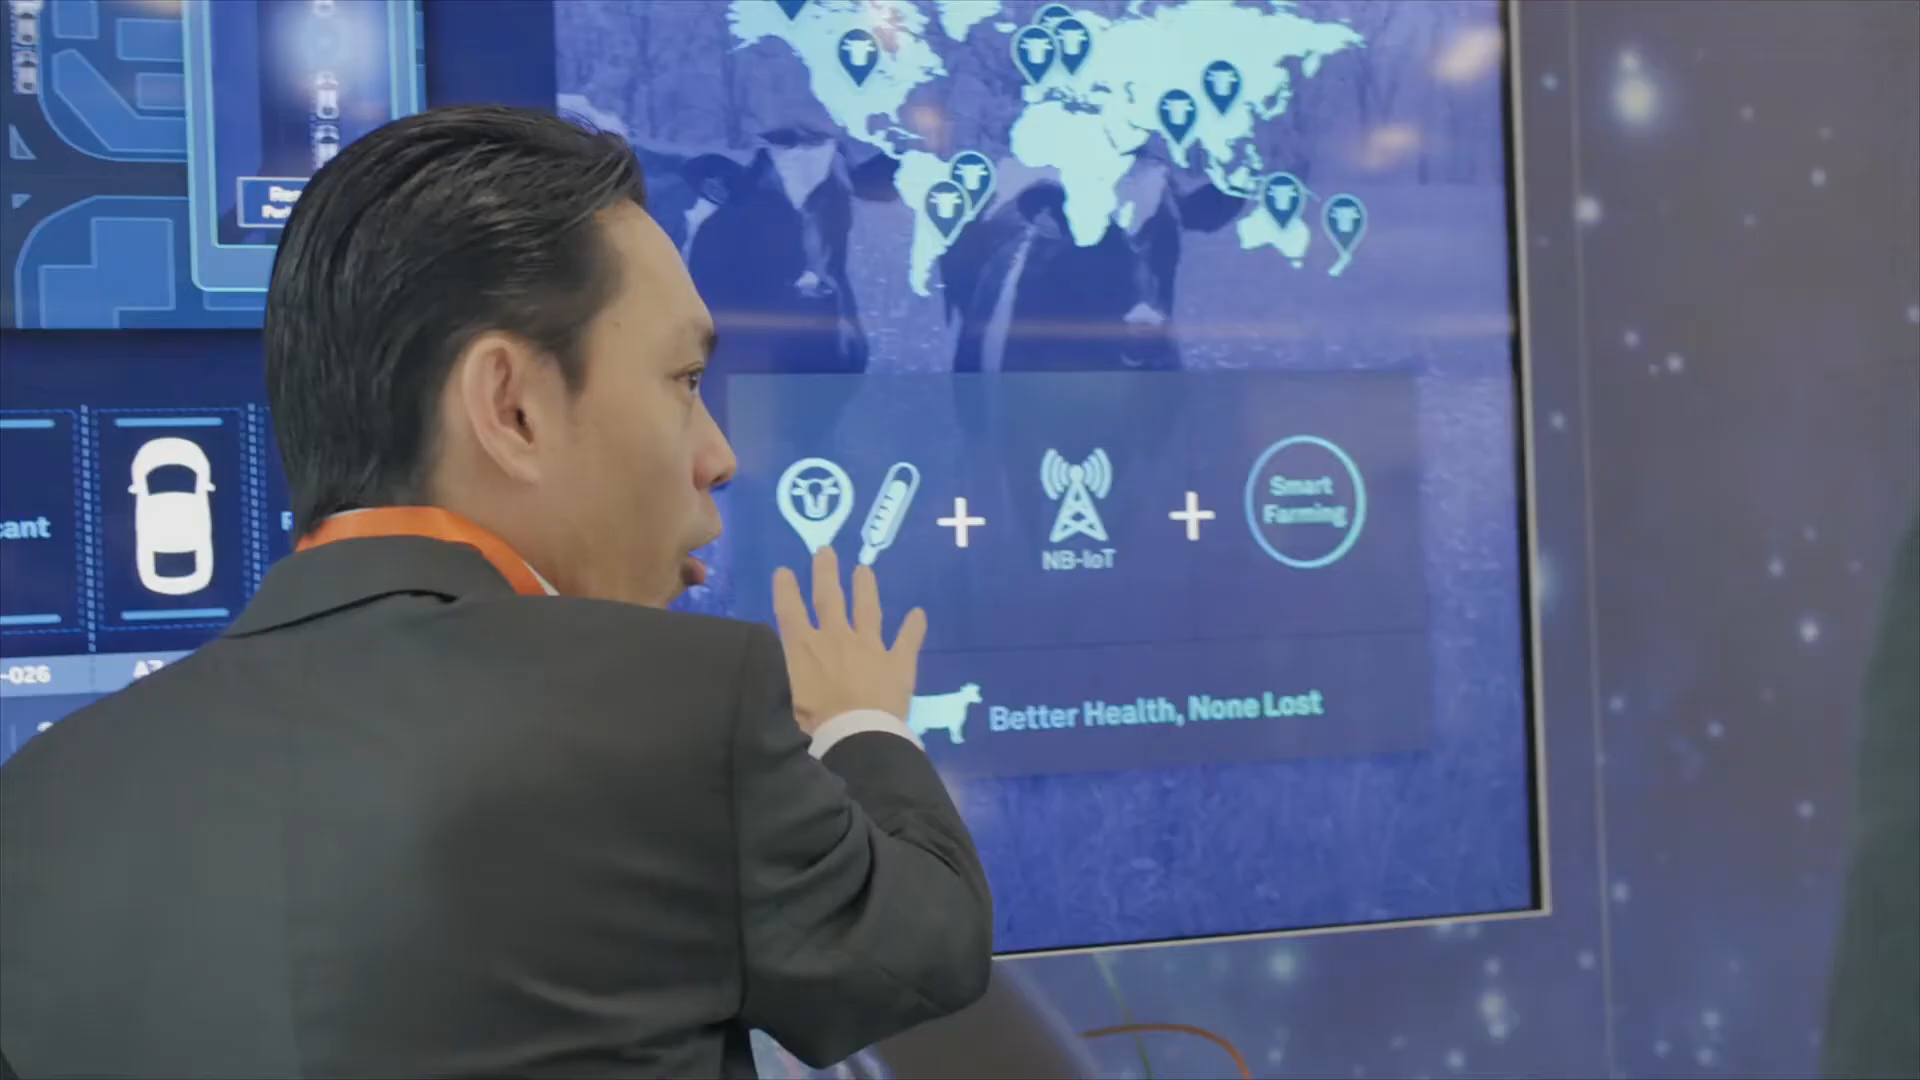 cant
-026
NB-IoT
Smart
Farming
Better Health, None Lost